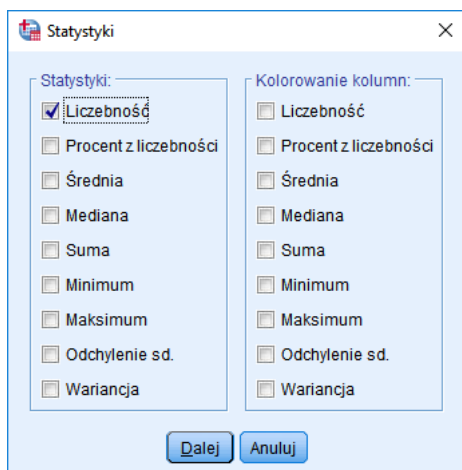 Statystyki
Statystyki:
Liczebność
Procent z liczebności
Średnia
Mediana
Suma
Minimum
Maksimum
Odchylenie sd.
Wariancja
Kolorowanie kolumn:
Liczebność
Procent z liczebności
Średnia
Mediana
Suma
Minimum
Maksimum
Odchylenie sd.
Wariancja
Dalej Anuluj